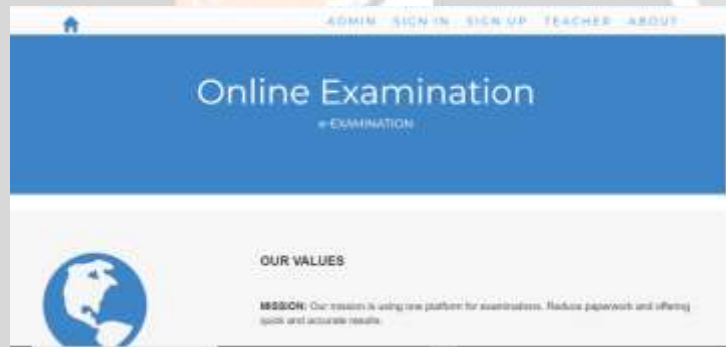 ADMIN SIGN IN SIGN UP TEACHER ABOUT
Online Examination
e-EXAMINATION
OUR VALUES
MISSION: Our mission is using one platform for examinations. Reduce paperwork and offering
quick and accurate results.